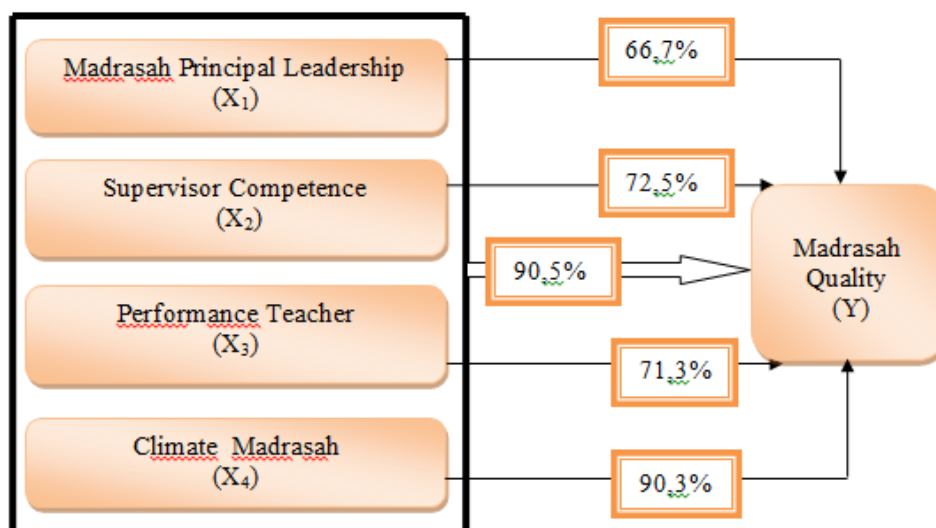 Madrasah Principal Leadership
(X₁)
66,7%
Supervisor Competence
(X₂)
72,5%
90,5%
Madrasah
Quality
(Y)
Performance Teacher
(X₃)
71,3%
Climate Madrasah
(X₄)
90,3%